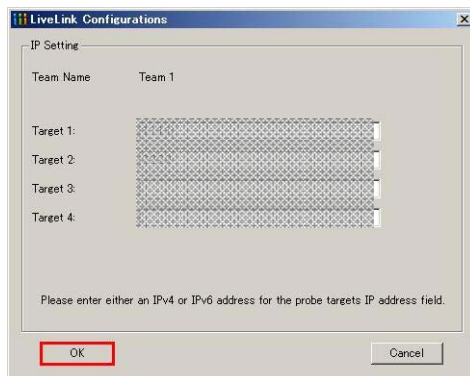 LiveLink Configurations
IP Setting
Team Name Team 1
Target 1:
Target 2:
Target 3:
Target 4:
Please enter either an IPv4 or IPv6 address for the probe targets IP address field.
OK Cancel